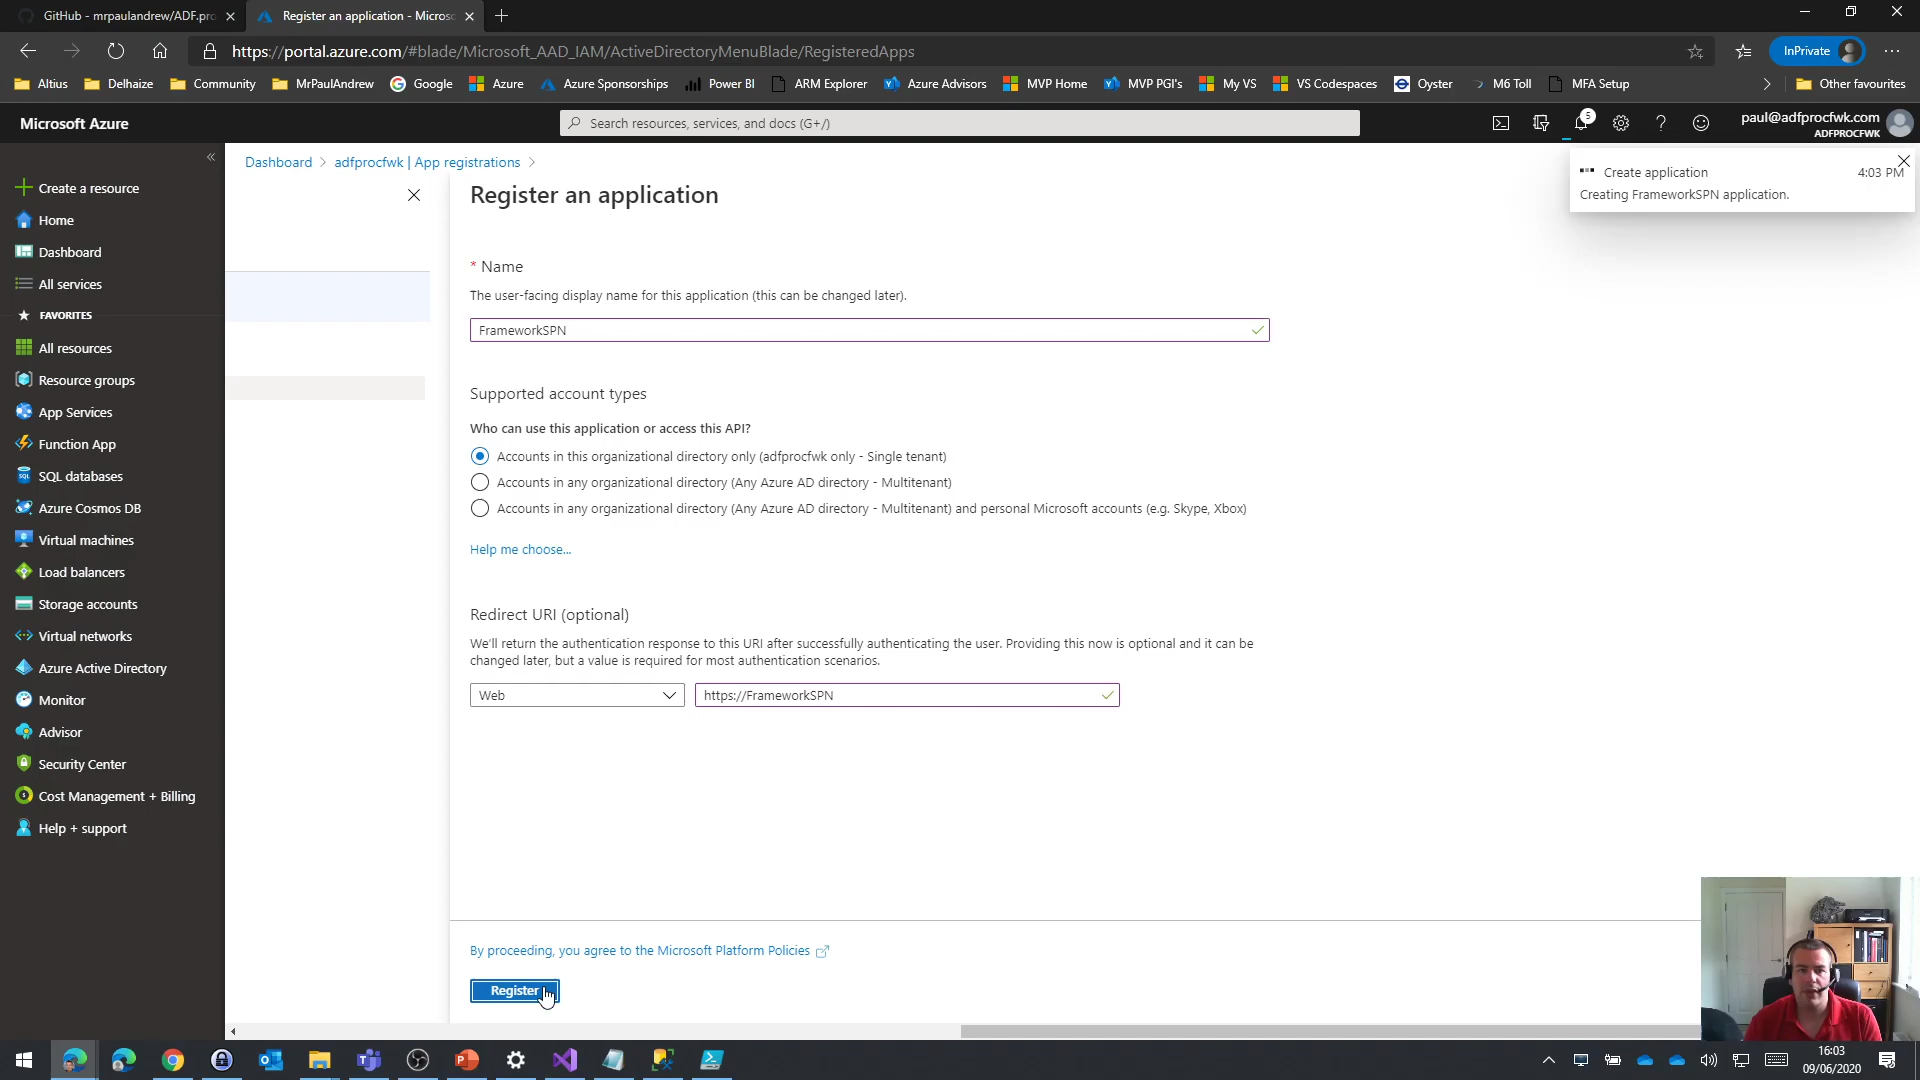 GitHub - mrpaulandrew/ADF.pro
Register an application - Micros
https://portal.azure.com/#blade/Microsoft_AAD_IAM/ActiveDirectoryMenuBlade/RegisteredApps
InPrivate
Altius
Delhaize
Community
MrPaulAndrew
Google
Azure
Azure Sponsorships
Power BI
ARM Explorer
Azure Advisors
MVP Home
MVP PGI's
My VS
VS Codespaces
Oyster
M6 Toll
MFA Setup
Other favourites
Microsoft Azure
Search resources, services, and docs (G+/)
5
paul@adfprocfwk.com
ADFPROCFWK
Create a resource
Home
Dashboard
All services
FAVORITES
All resources
Resource groups
App Services
Function App
SQL databases
Azure Cosmos DB
Virtual machines
Load balancers
Storage accounts
Virtual networks
Azure Active Directory
Monitor
Advisor
Security Center
Cost Management + Billing
Help + support
Dashboard > adfprocfwk | App registrations >
Register an application
Create application
4:03 PM
Creating FrameworkSPN application.
* Name
The user-facing display name for this application (this can be changed later).
FrameworkSPN
Supported account types
Who can use this application or access this API?
Accounts in this organizational directory only (adfprocfwk only - Single tenant)
Accounts in any organizational directory (Any Azure AD directory - Multitenant)
Accounts in any organizational directory (Any Azure AD directory - Multitenant) and personal Microsoft accounts (e.g. Skype, Xbox)
Help me choose...
Redirect URI (optional)
We'll return the authentication response to this URI after successfully authenticating the user. Providing this now is optional and it can be
changed later, but a value is required for most authentication scenarios.
Web
https://FrameworkSPN
By proceeding, you agree to the Microsoft Platform Policies
Register
16:03
09/06/2020